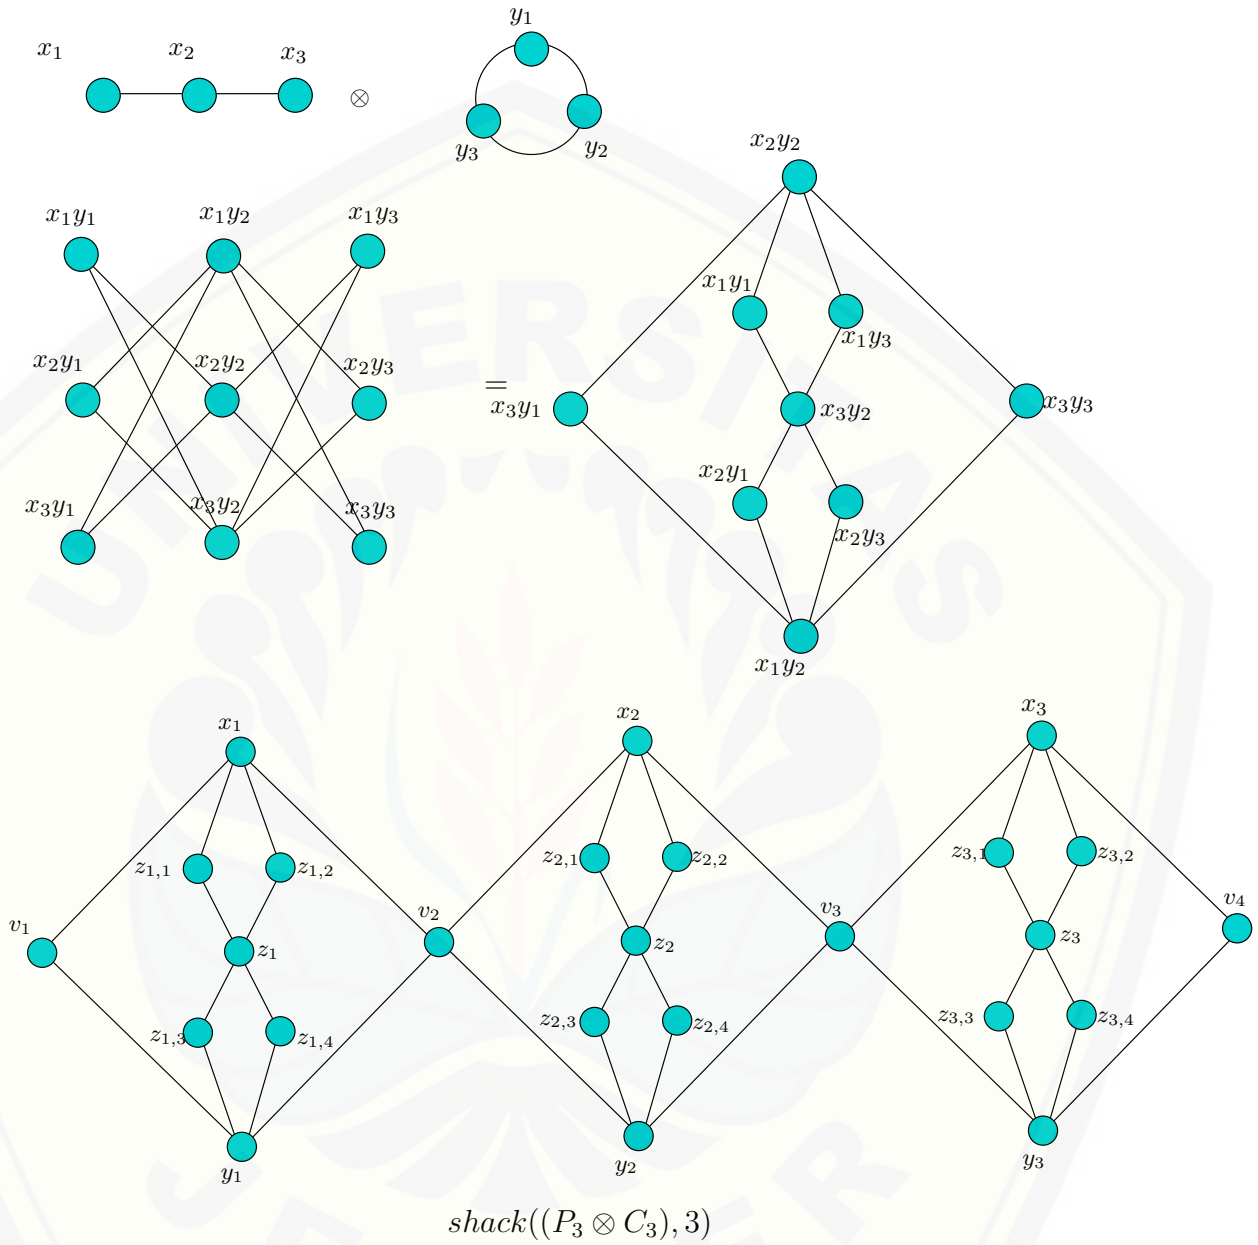 x₁ x₂ x₃ ⊗ y₁
y₃ y₂
x₁y₁ x₁y₂ x₁y₃
x₂y₁ x₂y₂ x₂y₃
x₃y₁ x₃y₂ x₃y₃
=
x₂y₂
x₁y₁ x₁y₃
x₃y₁ x₃y₂ x₃y₃
x₂y₁ x₂y₃
x₁y₂
x₁ x₂ x₃
z₁,₁ z₁,₂ z₂,₁ z₂,₂ z₃,₁ z₃,₂
v₁ z₁ v₂ z₂ v₃ z₃ v₄
z₁,₃ z₁,₄ z₂,₃ z₂,₄ z₃,₃ z₃,₄
y₁ y₂ y₃
shack((P₃ ⊗ C₃), 3)
UNIVERSITAS